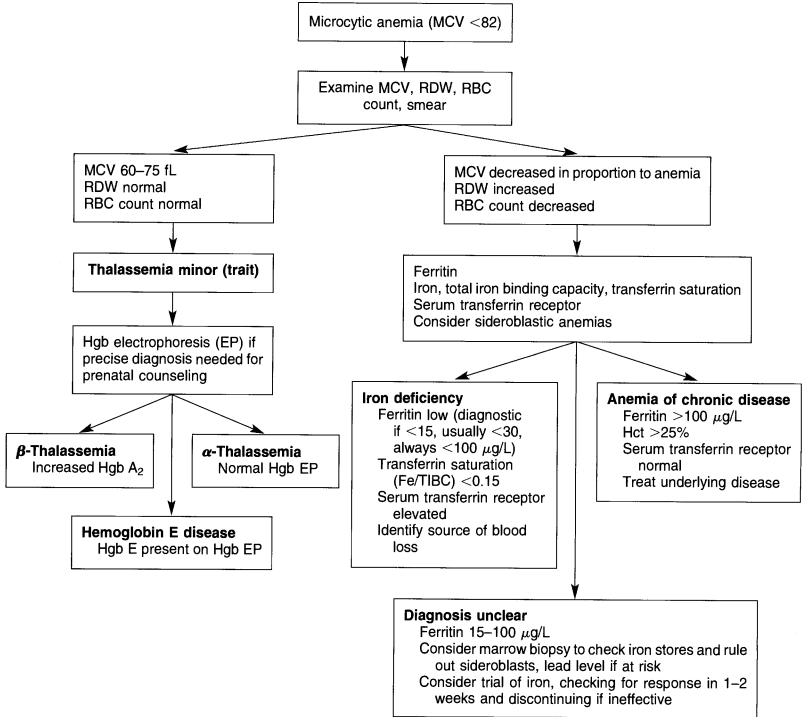 Microcytic anemia (MCV <82)
Examine MCV, RDW, RBC
count, smear
MCV 60–75 fL
RDW normal
RBC count normal
MCV decreased in proportion to anemia
RDW increased
RBC count decreased
Thalassemia minor (trait)
Ferritin
Iron, total iron binding capacity, transferrin saturation
Serum transferrin receptor
Consider sideroblastic anemias
Hgb electrophoresis (EP) if
precise diagnosis needed for
prenatal counseling
β-Thalassemia
Increased Hgb A₂
α-Thalassemia
Normal Hgb EP
Hemoglobin E disease
Hgb E present on Hgb EP
Iron deficiency
Ferritin low (diagnostic
if <15, usually <30,
always <100 μg/L)
Transferrin saturation
(Fe/TIBC) <0.15
Serum transferrin receptor
elevated
Identify source of blood
loss
Anemia of chronic disease
Ferritin >100 μg/L
Hct >25%
Serum transferrin receptor
normal
Treat underlying disease
Diagnosis unclear
Ferritin 15–100 μg/L
Consider marrow biopsy to check iron stores and rule
out sideroblasts, lead level if at risk
Consider trial of iron, checking for response in 1–2
weeks and discontinuing if ineffective